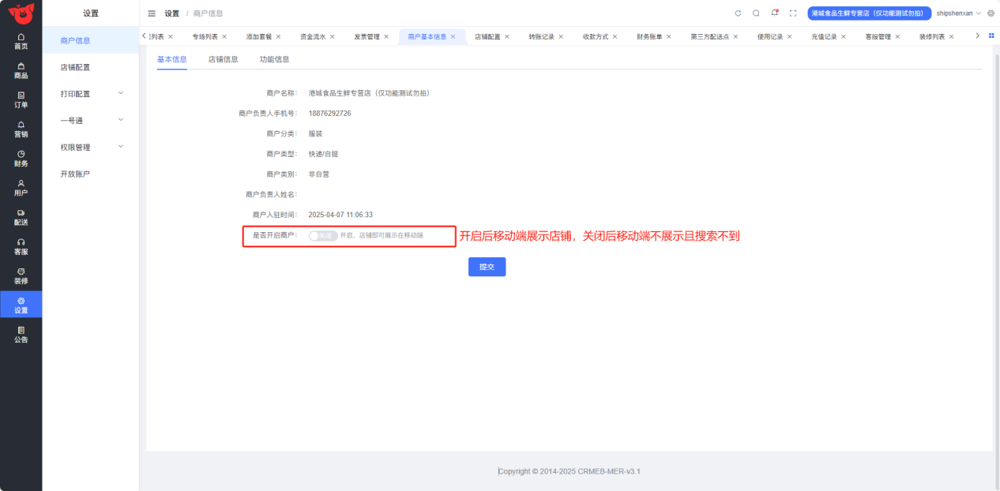 设置
设置 / 商户信息
港城食品生鲜专营店（仅功能测试勿拍）
shipshenxan
首页
商品
订单
营销
财务
用户
配送
客服
装修
设置
公告
商户信息
店铺配置
打印配置
一号通
权限管理
开放账户
列表 ×
专场列表 ×
添加套餐 ×
资金流水 ×
发票管理 ×
商户基本信息 ×
店铺配置 ×
转账记录 ×
收款方式 ×
财务账单 ×
第三方配送点 ×
使用记录 ×
充值记录 ×
客服管理 ×
装修列表 ×
基本信息 店铺信息 功能信息
商户名称： 港城食品生鲜专营店（仅功能测试勿拍）
商户负责人手机号： 18876292726
商户分类： 服装
商户类型： 快递/自提
商户类别： 非自营
商户负责人姓名：
商户入驻时间： 2025-04-07 11:06:33
是否开启商户： 关闭 开启，店铺即可展示在移动端
开启后移动端展示店铺，关闭后移动端不展示且搜索不到
提交
Copyright © 2014-2025 CRMEB-MER-v3.1